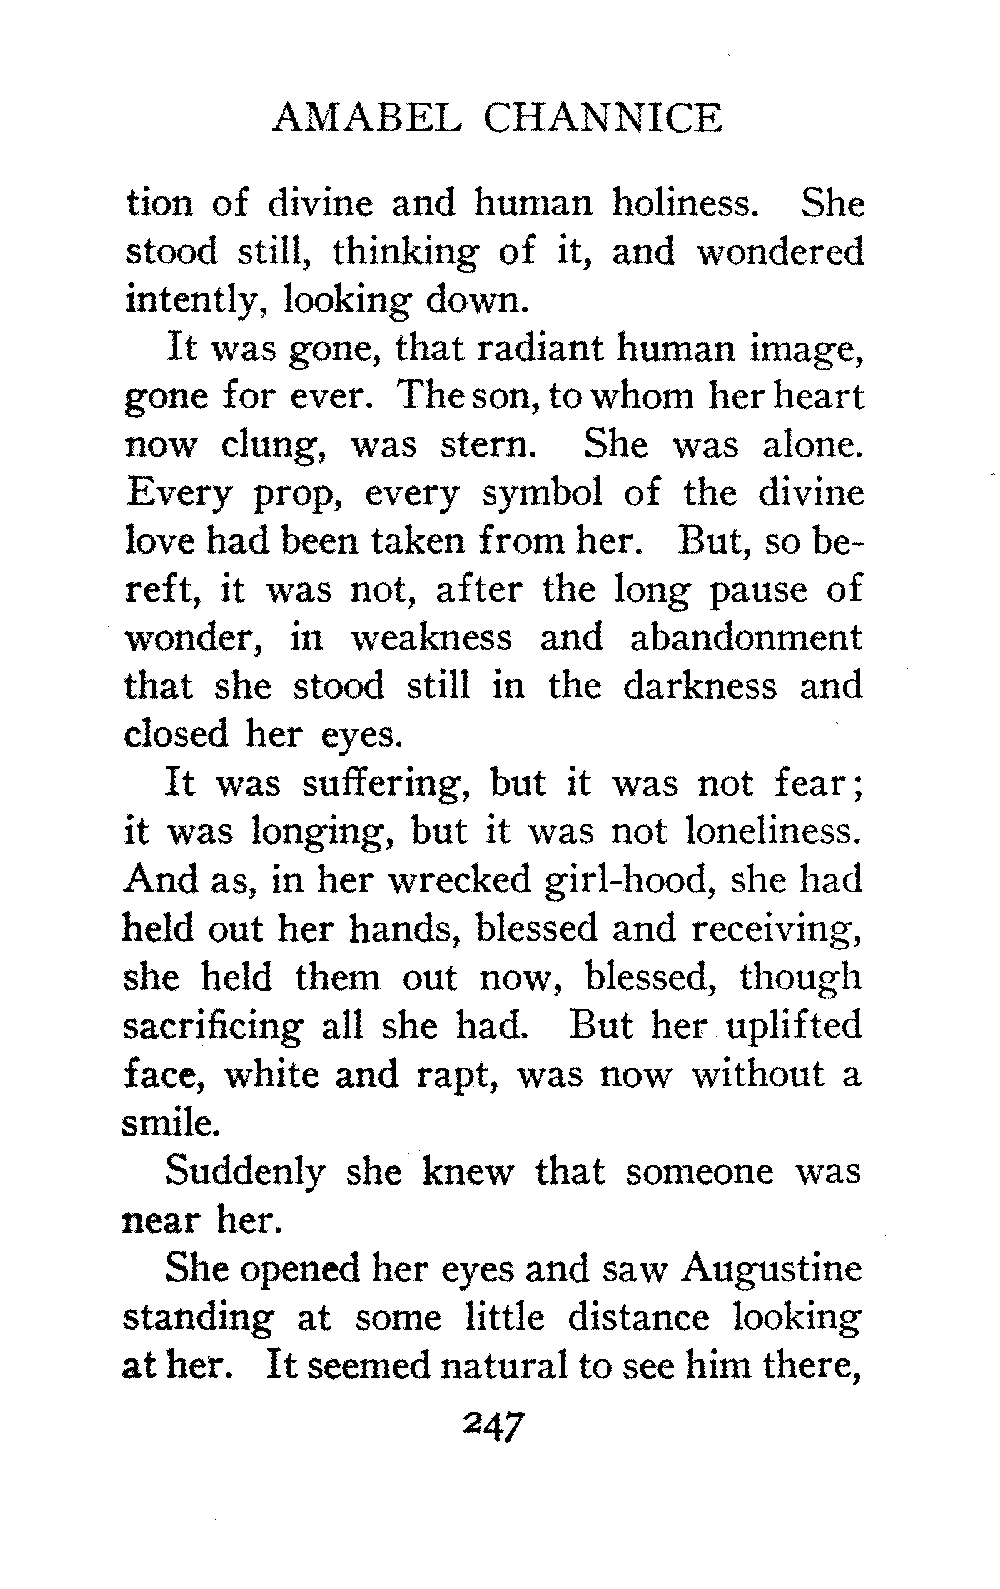 AMABEL CHANNICE
tion of divine and human holiness. She
stood still, thinking of it, and wondered
intently, looking down.
It was gone, that radiant human image,
gone for ever. The son, to whom her heart
now clung, was stern. She was alone.
Every prop, every symbol of the divine
love had been taken from her. But, so be-
reft, it was not, after the long pause of
wonder, in weakness and abandonment
that she stood still in the darkness and
closed her eyes.
It was suffering, but it was not fear;
it was longing, but it was not loneliness.
And as, in her wrecked girl-hood, she had
held out her hands, blessed and receiving,
she held them out now, blessed, though
sacrificing all she had. But her uplifted
face, white and rapt, was now without a
smile.
Suddenly she knew that someone was
near her.
She opened her eyes and saw Augustine
standing at some little distance looking
at her. It seemed natural to see him there,
247